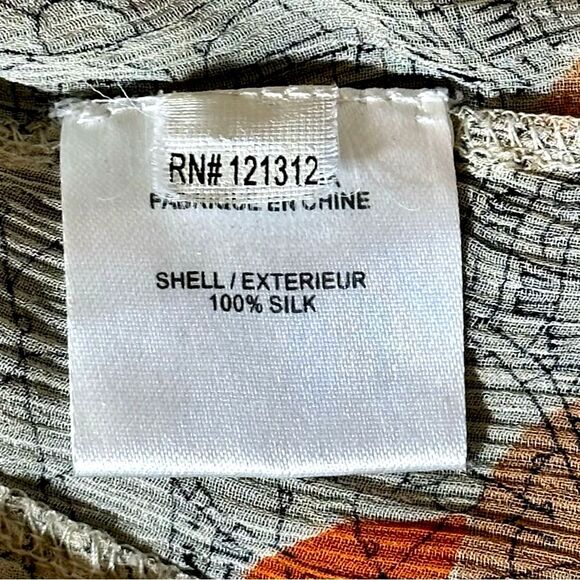 RN# 121312
FABRIQUE EN CHINE
SHELL / EXTERIEUR
100% SILK